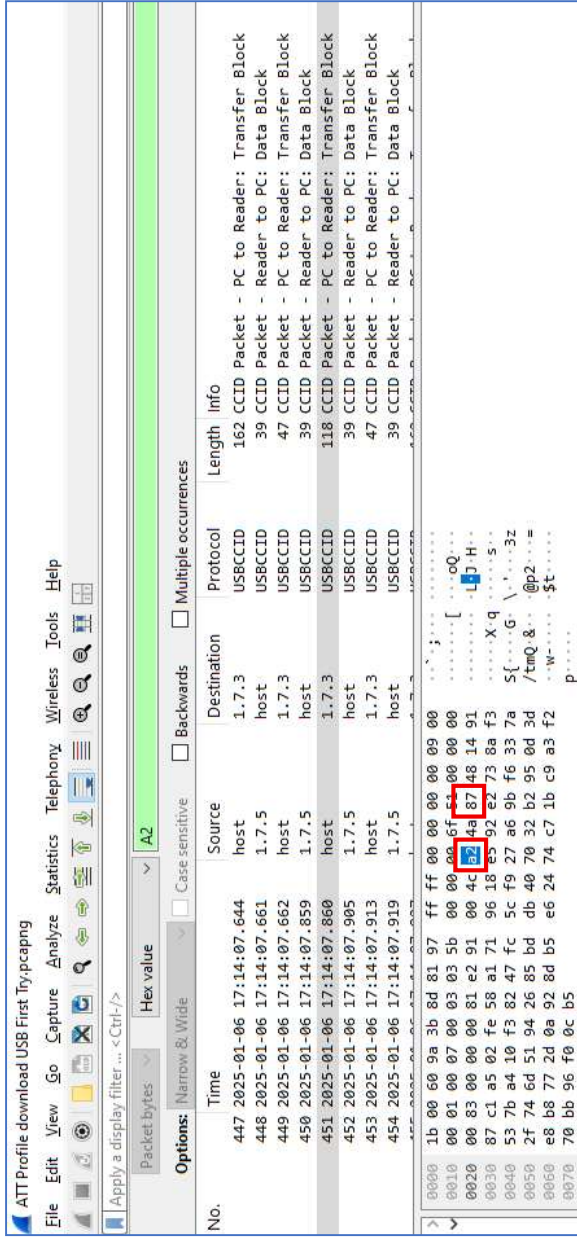 ATT Profile download USB First Try.pcapng
File Edit View Go Capture Analyze Statistics Telephony Wireless Tools Help
Apply a display filter ... <Ctrl-/>
Packet bytes Hex value A2
Options: Narrow & Wide Case sensitive Backwards Multiple occurrences
No. Time Source Destination Protocol Length Info
447 2025-01-06 17:14:07.644 host 1.7.3 USBCCID 162 CCID Packet - PC to Reader: Transfer Block
448 2025-01-06 17:14:07.661 1.7.5 host USBCCID 39 CCID Packet - Reader to PC: Data Block
449 2025-01-06 17:14:07.662 host 1.7.3 USBCCID 47 CCID Packet - PC to Reader: Transfer Block
450 2025-01-06 17:14:07.859 1.7.5 host USBCCID 39 CCID Packet - Reader to PC: Data Block
451 2025-01-06 17:14:07.860 host 1.7.3 USBCCID 118 CCID Packet - PC to Reader: Transfer Block
452 2025-01-06 17:14:07.905 1.7.5 host USBCCID 39 CCID Packet - Reader to PC: Data Block
453 2025-01-06 17:14:07.913 host 1.7.3 USBCCID 47 CCID Packet - PC to Reader: Transfer Block
454 2025-01-06 17:14:07.919 1.7.5 host USBCCID 39 CCID Packet - Reader to PC: Data Block
0000 1b 00 60 9a 3b 8d 81 97 ff ff 00 00 00 00 09 00 ··`·;··· ········
0010 00 01 00 07 00 03 03 5b 00 00 00 6f 51 00 00 00 ·······[ ···oQ···
0020 00 83 00 00 00 81 e2 91 00 4c a2 4a 87 48 14 91 ········ ·L·J·H··
0030 87 c1 a5 02 fe 58 a1 71 96 18 e5 92 e2 73 8a f3 ·····X·q ·····s··
0040 53 7b a4 10 f3 82 47 fc 5c f9 27 a6 9b f6 33 7a S{····G· \·'···3z
0050 2f 74 6d 51 94 26 85 bd db 40 70 32 b2 95 0d 3d /tmQ·&·· ·@p2···=
0060 e8 b8 77 2d 0a 92 8d b5 e6 24 74 c7 1b c9 a3 f2 ··w-···· ·$t·····
0070 70 bb 96 f0 0c b5 p·····